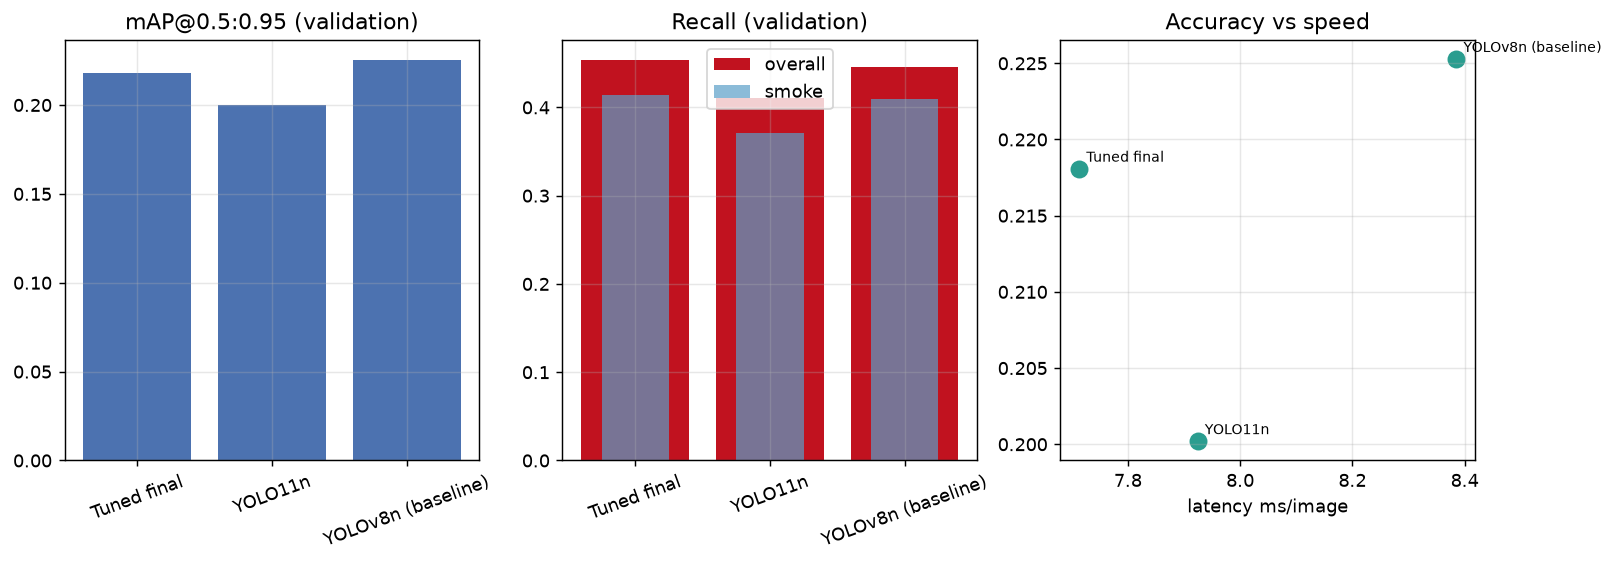 mAP@0.5:0.95 (validation)
0.20
0.15
0.10
0.05
0.00
Tuned final
YOLO11n
YOLOv8n (baseline)
Recall (validation)
overall
smoke
0.4
0.3
0.2
0.1
0.0
Tuned final
YOLO11n
YOLOv8n (baseline)
Accuracy vs speed
YOLOv8n (baseline)
Tuned final
YOLO11n
0.225
0.220
0.215
0.210
0.205
0.200
7.8 8.0 8.2 8.4
latency ms/image